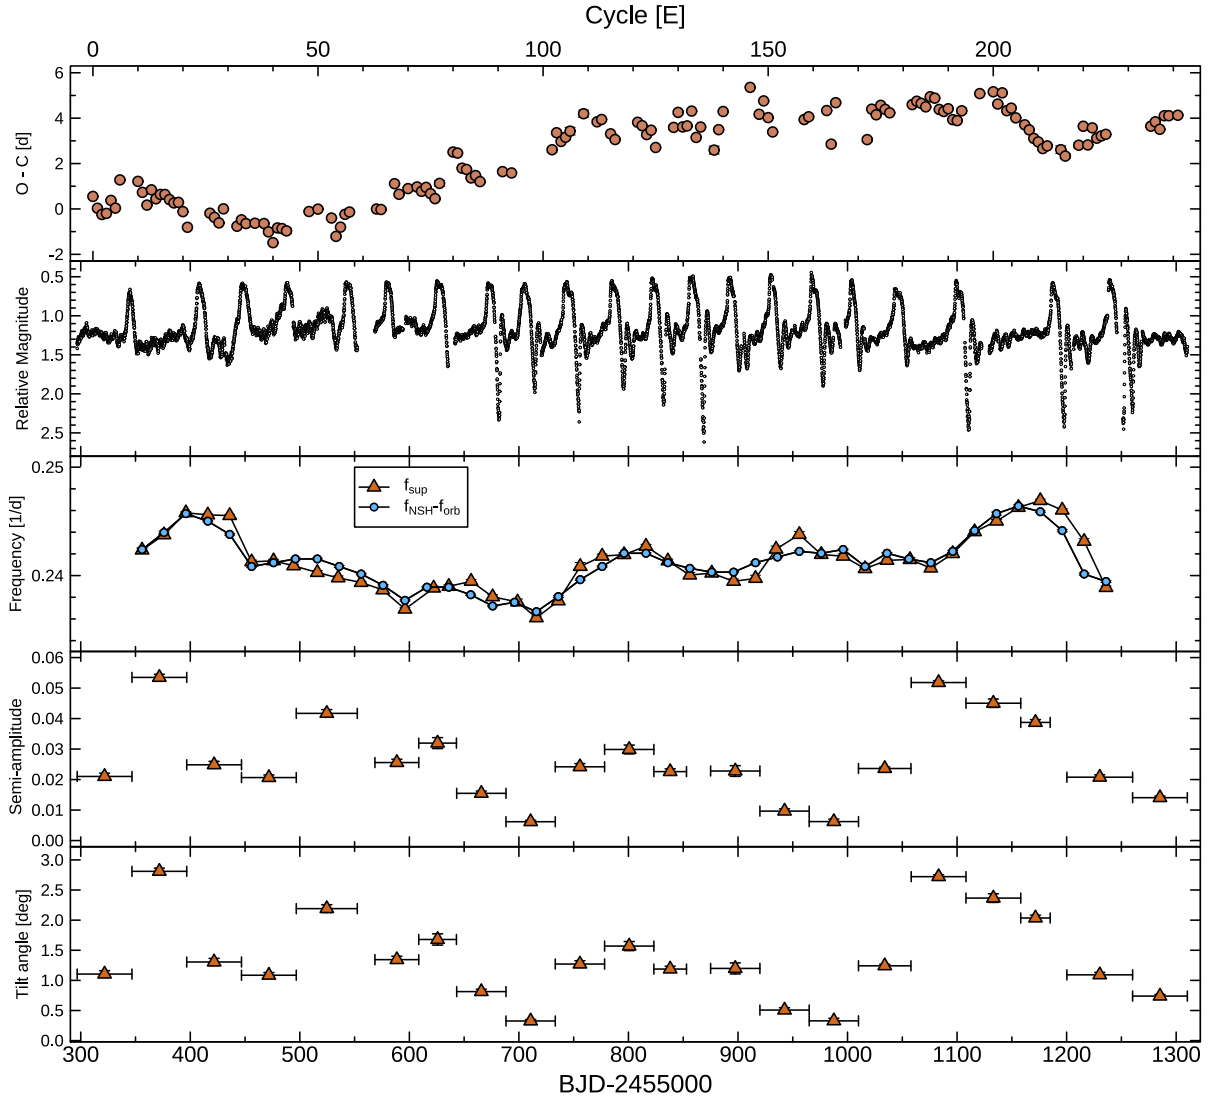 Cycle [E]
0 50 100 150 200
6
4
2
0
-2
O - C [d]
0.5
1.0
1.5
2.0
2.5
Relative Magnitude
0.25
0.24
Frequency [1/d]
fsup
fNSH-forb
0.06
0.05
0.04
0.03
0.02
0.01
0.00
Semi-amplitude
3.0
2.5
2.0
1.5
1.0
0.5
0.0
Tilt angle [deg]
300 400 500 600 700 800 900 1000 1100 1200 1300
BJD-2455000